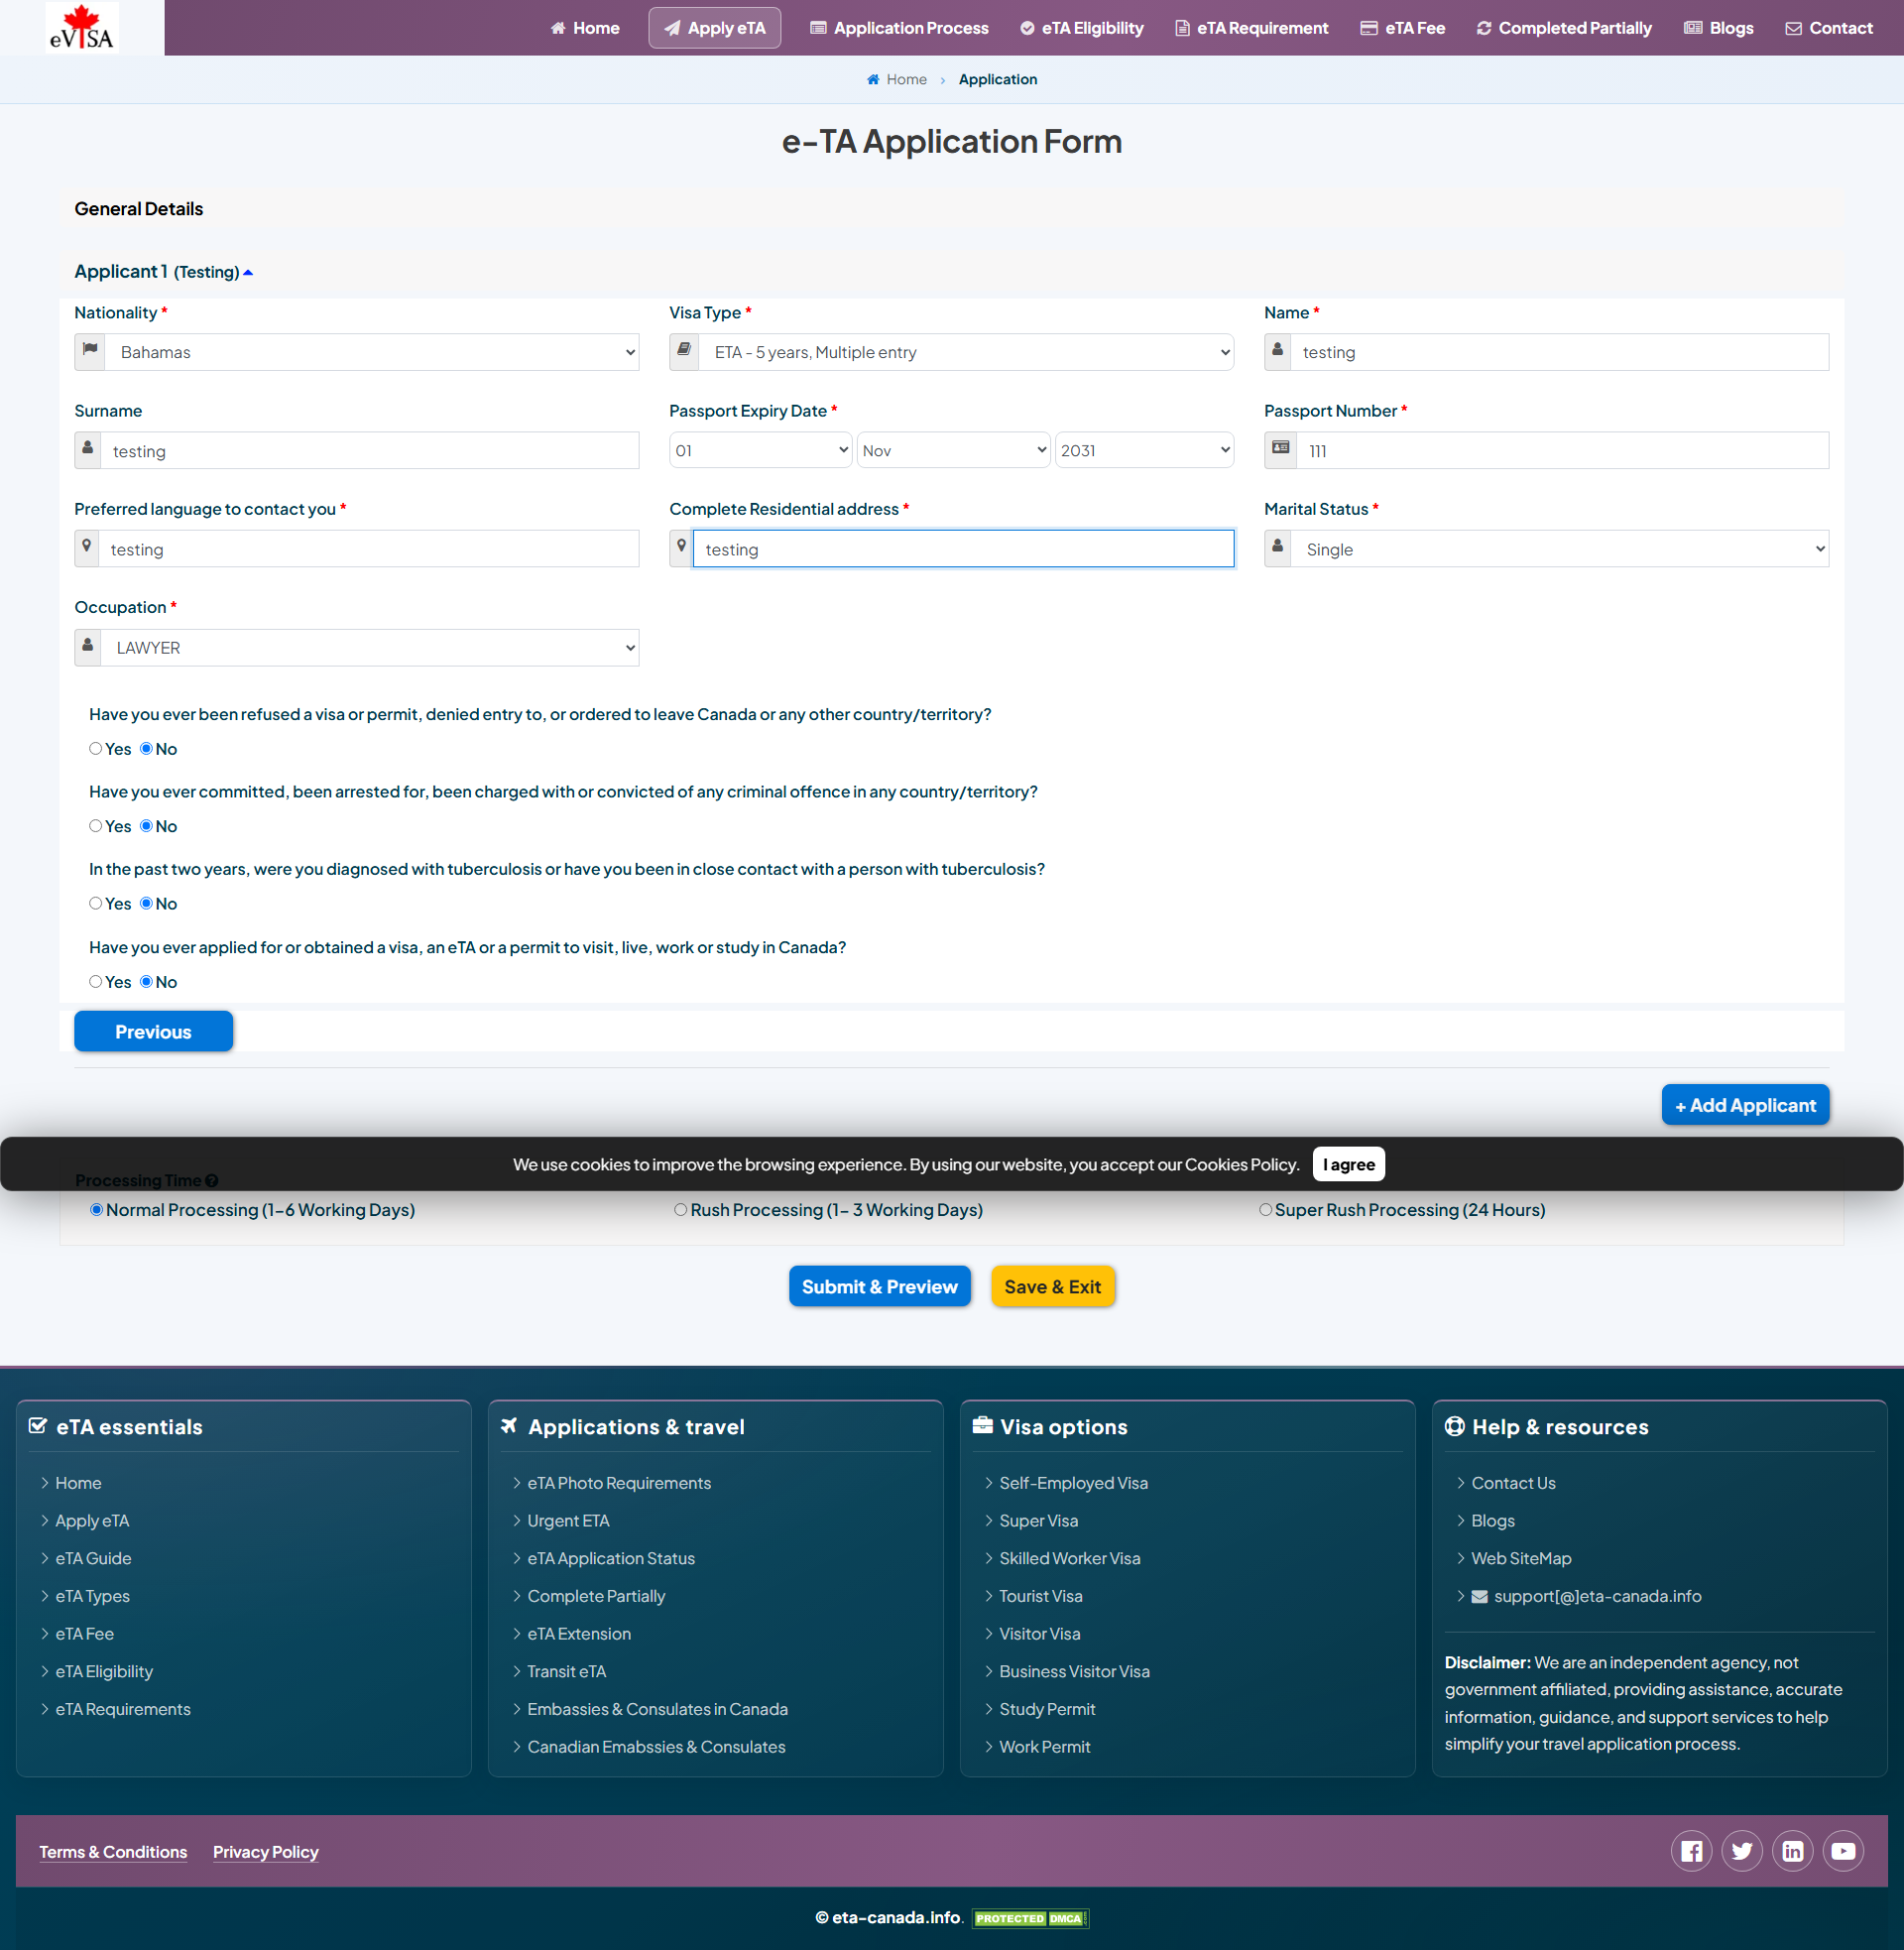 eVISA
Home
Apply eTA
Application Process
eTA Eligibility
eTA Requirement
eTA Fee
Completed Partially
Blogs
Contact
Home › Application
e-TA Application Form
General Details
Applicant 1 (Testing)
Nationality *
Visa Type *
Name *
Bahamas
ETA - 5 years, Multiple entry
testing
Surname
Passport Expiry Date *
Passport Number *
testing
01
Nov
2031
111
Preferred language to contact you *
Complete Residential address *
Marital Status *
testing
testing
Single
Occupation *
LAWYER
Have you ever been refused a visa or permit, denied entry to, or ordered to leave Canada or any other country/territory?
Yes No
Have you ever committed, been arrested for, been charged with or convicted of any criminal offence in any country/territory?
Yes No
In the past two years, were you diagnosed with tuberculosis or have you been in close contact with a person with tuberculosis?
Yes No
Have you ever applied for or obtained a visa, an eTA or a permit to visit, live, work or study in Canada?
Yes No
Previous
+ Add Applicant
We use cookies to improve the browsing experience. By using our website, you accept our Cookies Policy. I agree
Processing Time
Normal Processing (1-6 Working Days)
Rush Processing (1- 3 Working Days)
Super Rush Processing (24 Hours)
Submit & Preview
Save & Exit
eTA essentials
Home
Apply eTA
eTA Guide
eTA Types
eTA Fee
eTA Eligibility
eTA Requirements
Applications & travel
eTA Photo Requirements
Urgent ETA
eTA Application Status
Complete Partially
eTA Extension
Transit eTA
Embassies & Consulates in Canada
Canadian Emabssies & Consulates
Visa options
Self-Employed Visa
Super Visa
Skilled Worker Visa
Tourist Visa
Visitor Visa
Business Visitor Visa
Study Permit
Work Permit
Help & resources
Contact Us
Blogs
Web SiteMap
support[@]eta-canada.info
Disclaimer: We are an independent agency, not
government affiliated, providing assistance, accurate
information, guidance, and support services to help
simplify your travel application process.
Terms & Conditions
Privacy Policy
© eta-canada.info.
PROTECTED DMCA